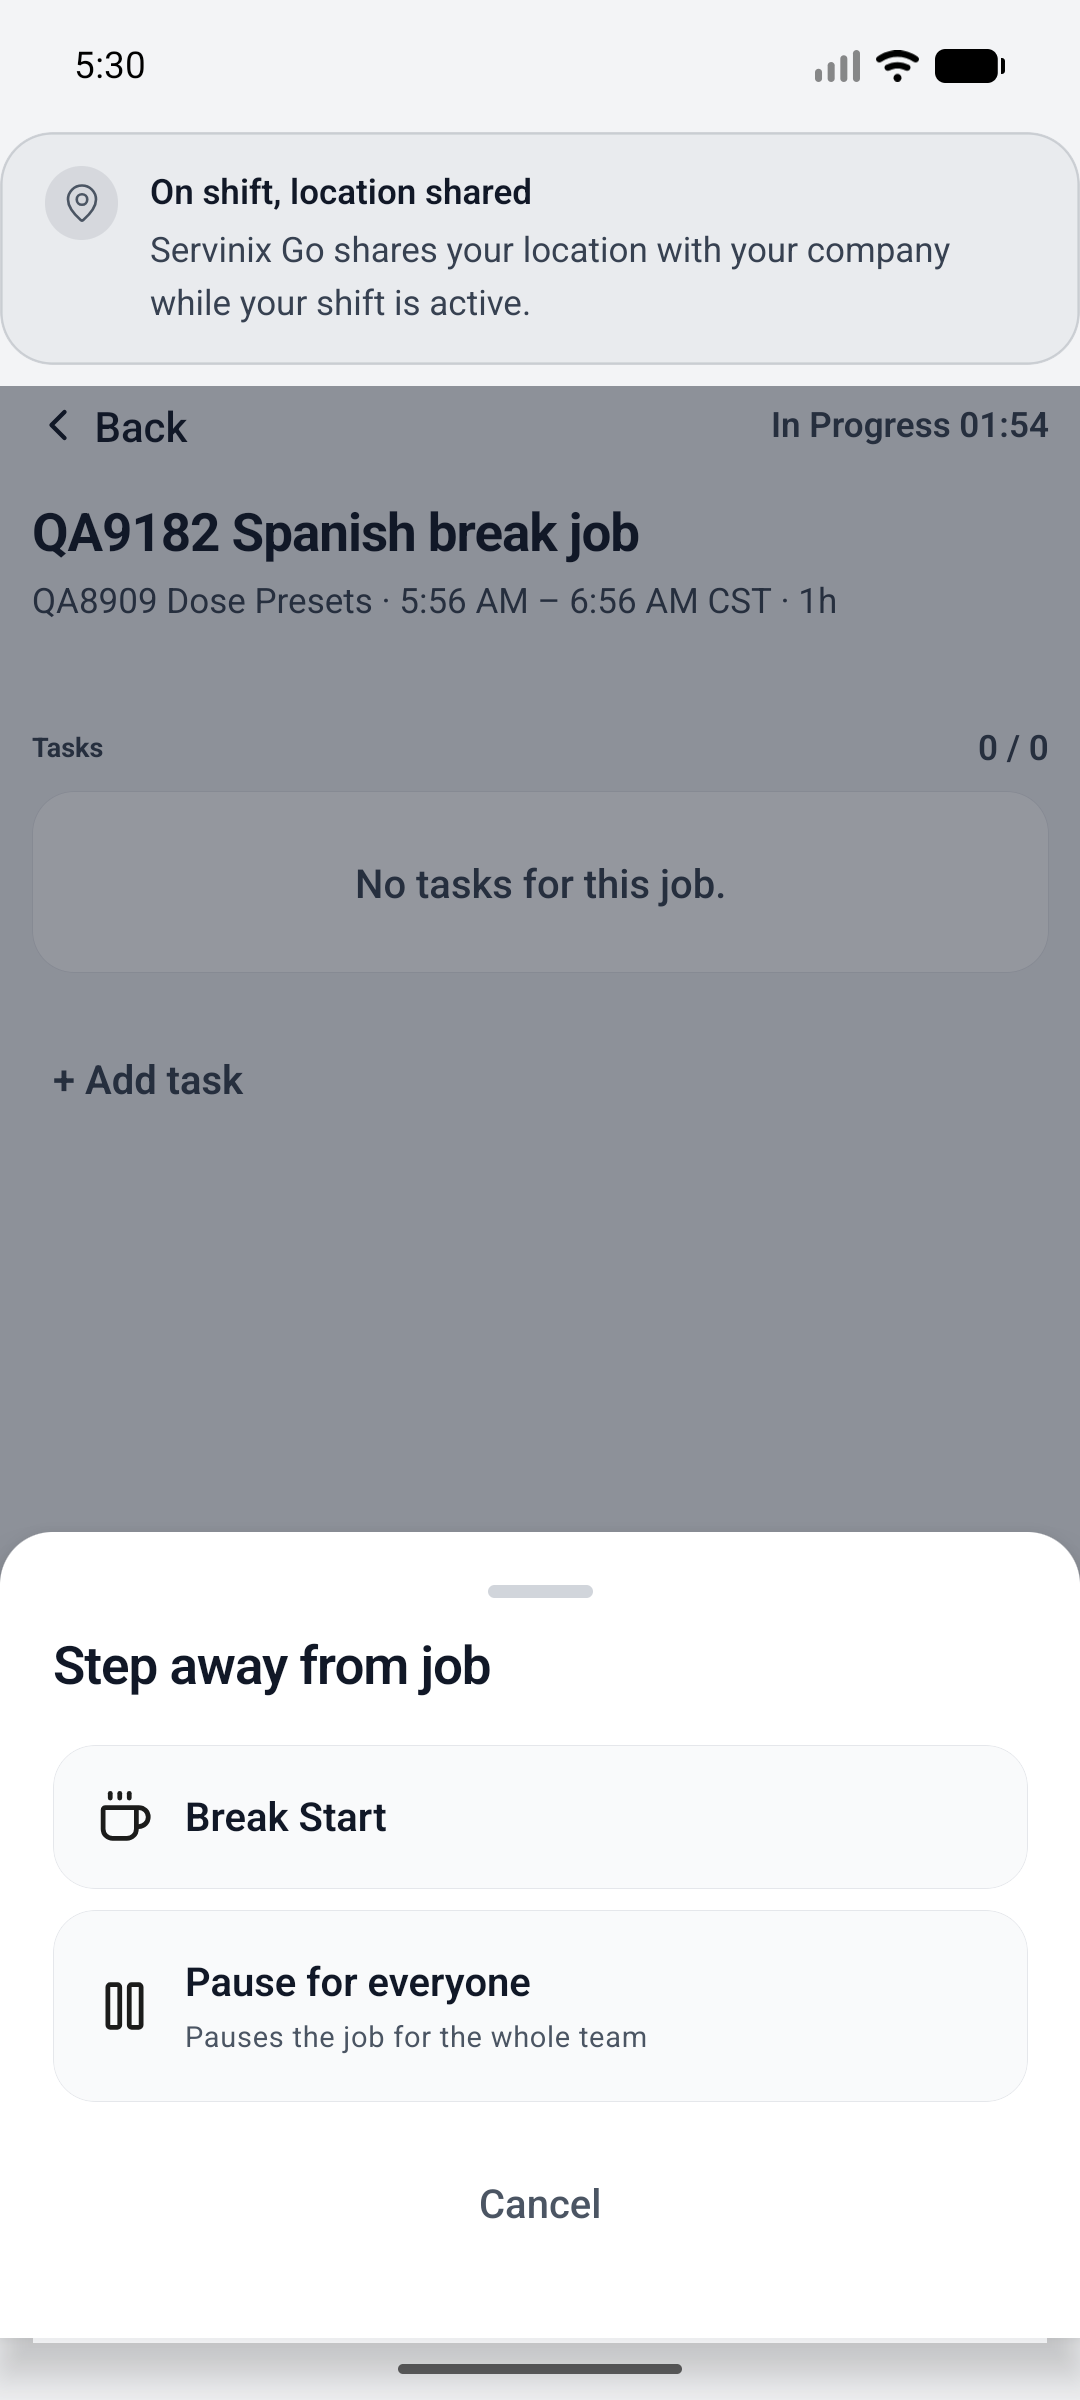 5:30
On shift, location shared
Servinix Go shares your location with your company
while your shift is active.
Back
In Progress 01:54
QA9182 Spanish break job
QA8909 Dose Presets · 5:56 AM – 6:56 AM CST · 1h
Tasks
0 / 0
No tasks for this job.
+ Add task
Step away from job
Break Start
Pause for everyone
Pauses the job for the whole team
Cancel